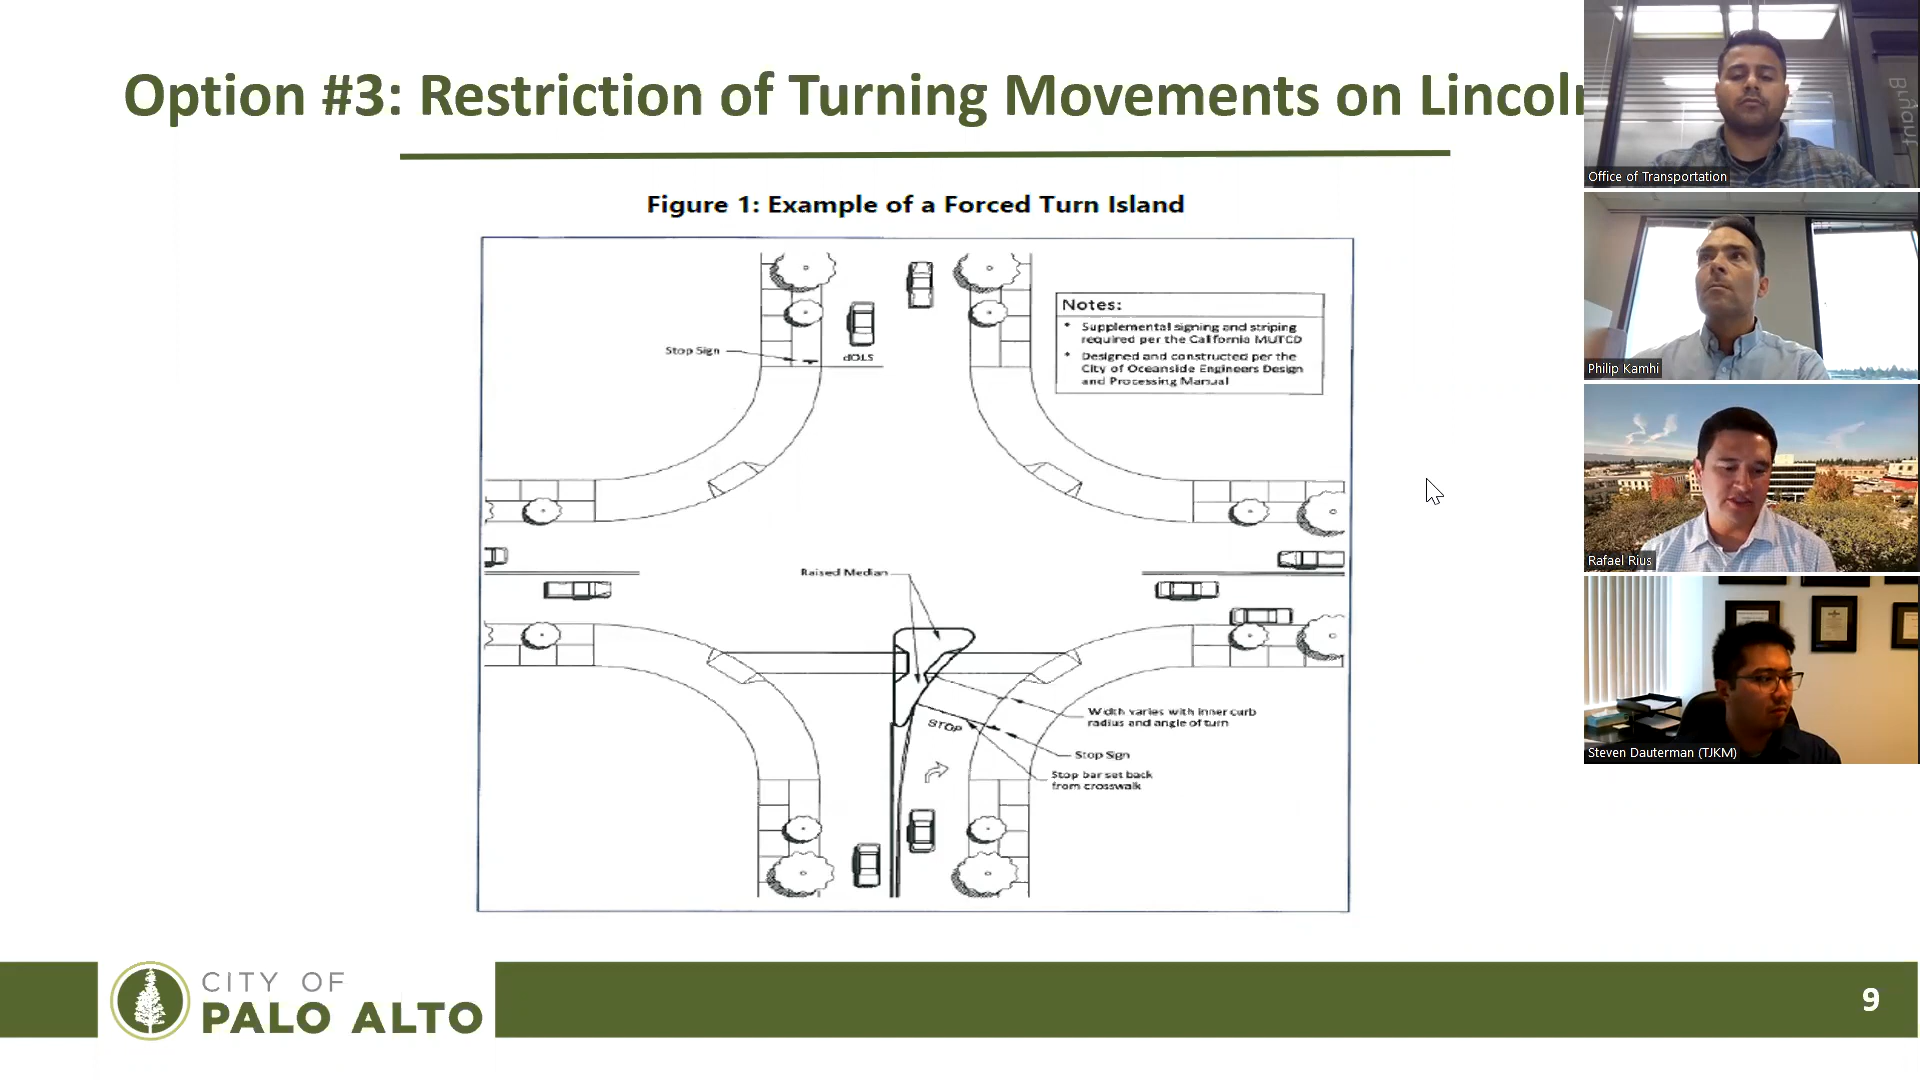 Option #3: Restriction of Turning Movements on Lincoln
Figure 1: Example of a Forced Turn Island
Notes:
• Supplemental signing and striping
required per the California MUTCD
• Designed and constructed per the
City of Oceanside Engineers Design
and Processing Manual
Stop Sign
STOP
Raised Median
Width varies with inner curb
radius and angle of turn
STOP
Stop Sign
Stop bar set back
from crosswalk
CITY OF
PALO ALTO
9
Office of Transportation
Philip Kamhi
Rafael Rius
Steven Dauterman (TJKM)